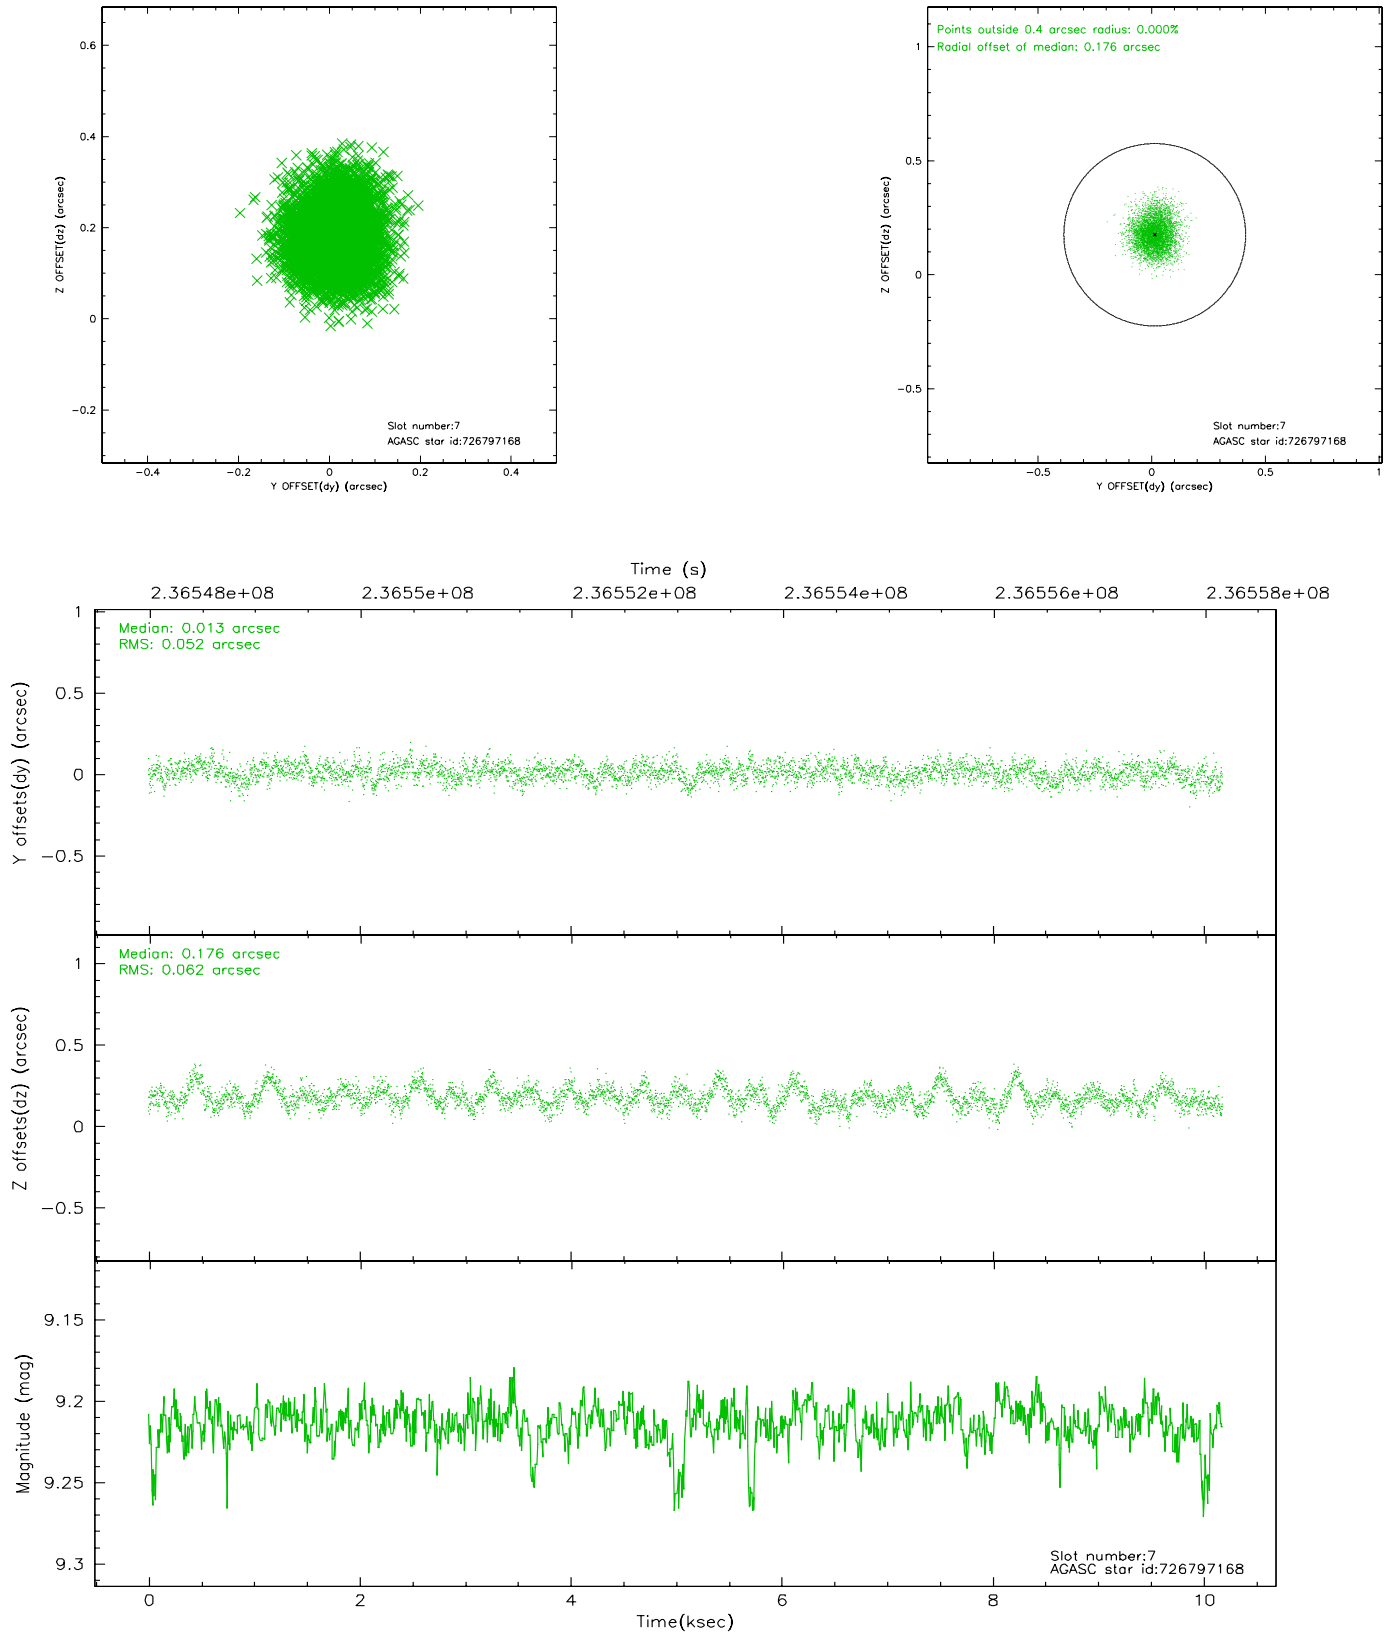 0.6
0.4
0.2
0
-0.2
Z OFFSET(dz) (arcsec)
Slot number:7
AGASC star id:726797168
-0.4 -0.2 0 0.2 0.4
Y OFFSET(dy) (arcsec)
Points outside 0.4 arcsec radius: 0.000%
Radial offset of median: 0.176 arcsec
1
0.5
0
-0.5
Z OFFSET(dz) (arcsec)
Slot number:7
AGASC star id:726797168
-0.5 0 0.5 1
Y OFFSET(dy) (arcsec)
Time (s)
2.36548e+08 2.3655e+08 2.36552e+08 2.36554e+08 2.36556e+08 2.36558e+08
Median: 0.013 arcsec
RMS: 0.052 arcsec
1
0.5
0
-0.5
Y offsets(dy) (arcsec)
Median: 0.176 arcsec
RMS: 0.062 arcsec
1
0.5
0
-0.5
Z offsets(dz) (arcsec)
9.15
9.2
9.25
9.3
Magnitude (mag)
Slot number:7
AGASC star id:726797168
0 2 4 6 8 10
Time(ksec)